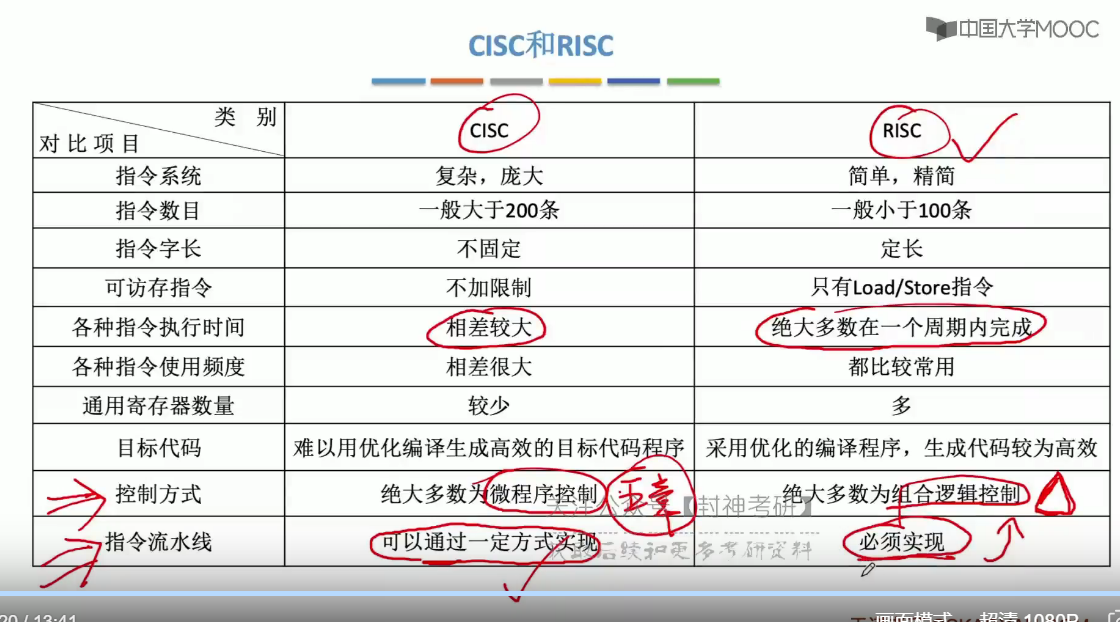 中国大学MOOC
CISC和RISC
类 别
对比项目
CISC
RISC
指令系统
复杂，庞大
简单，精简
指令数目
一般大于200条
一般小于100条
指令字长
不固定
定长
可访存指令
不加限制
只有Load/Store指令
各种指令执行时间
相差较大
绝大多数在一个周期内完成
各种指令使用频度
相差很大
都比较常用
通用寄存器数量
较少
多
目标代码
难以用优化编译生成高效的目标代码程序
采用优化的编译程序，生成代码较为高效
控制方式
绝大多数为微程序控制
绝大多数为组合逻辑控制
【封神考研】
指令流水线
可以通过一定方式实现
必须实现
后续和更多考研资料
20 / 13:41
画面模式
超清 1080P